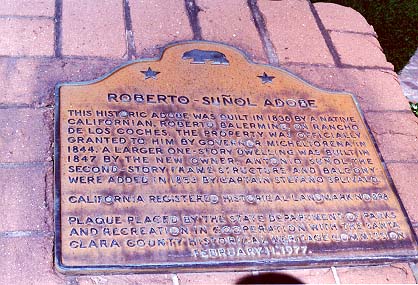 ROBERTO-SUÑOL ADOBE
THIS HISTORIC ADOBE WAS BUILT IN 1836 BY A NATIVE
CALIFORNIAN, ROBERTO BALERMINO, ON RANCHO
DE LOS COCHES. THE PROPERTY WAS OFFICIALLY
GRANTED TO HIM BY GOVERNOR MICHELTORENA IN
1844. A LARGER ONE-STORY DWELLING WAS BUILT IN
1847 BY THE NEW OWNER, ANTONIO SUÑOL. THE
SECOND-STORY FRAME STRUCTURE AND BALCONY
WERE ADDED IN 1853 BY CAPTAIN STEFANO SPLIVALO.
CALIFORNIA REGISTERED HISTORICAL LANDMARK NO. 898
PLAQUE PLACED BY THE STATE DEPARTMENT OF PARKS
AND RECREATION IN COOPERATION WITH THE SANTA
CLARA COUNTY HISTORICAL HERITAGE COMMISSION
FEBRUARY 11, 1977.